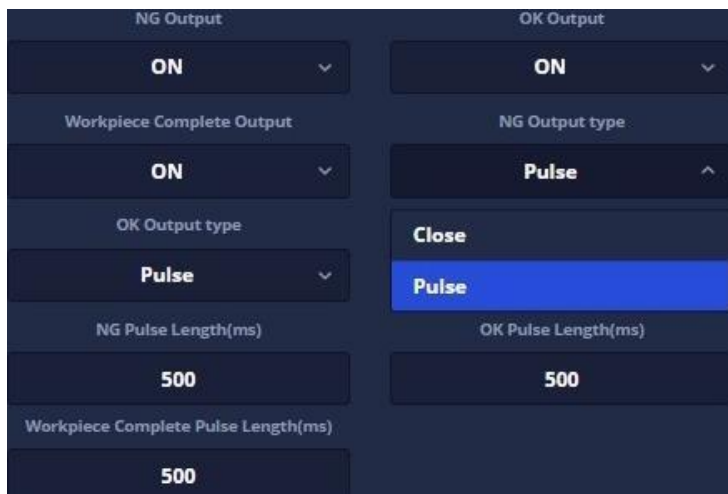 NG Output
OK Output
ON
ON
Workpiece Complete Output
NG Output type
ON
Pulse
OK Output type
Close
Pulse
Pulse
NG Pulse Length(ms)
OK Pulse Length(ms)
500
500
Workpiece Complete Pulse Length(ms)
500